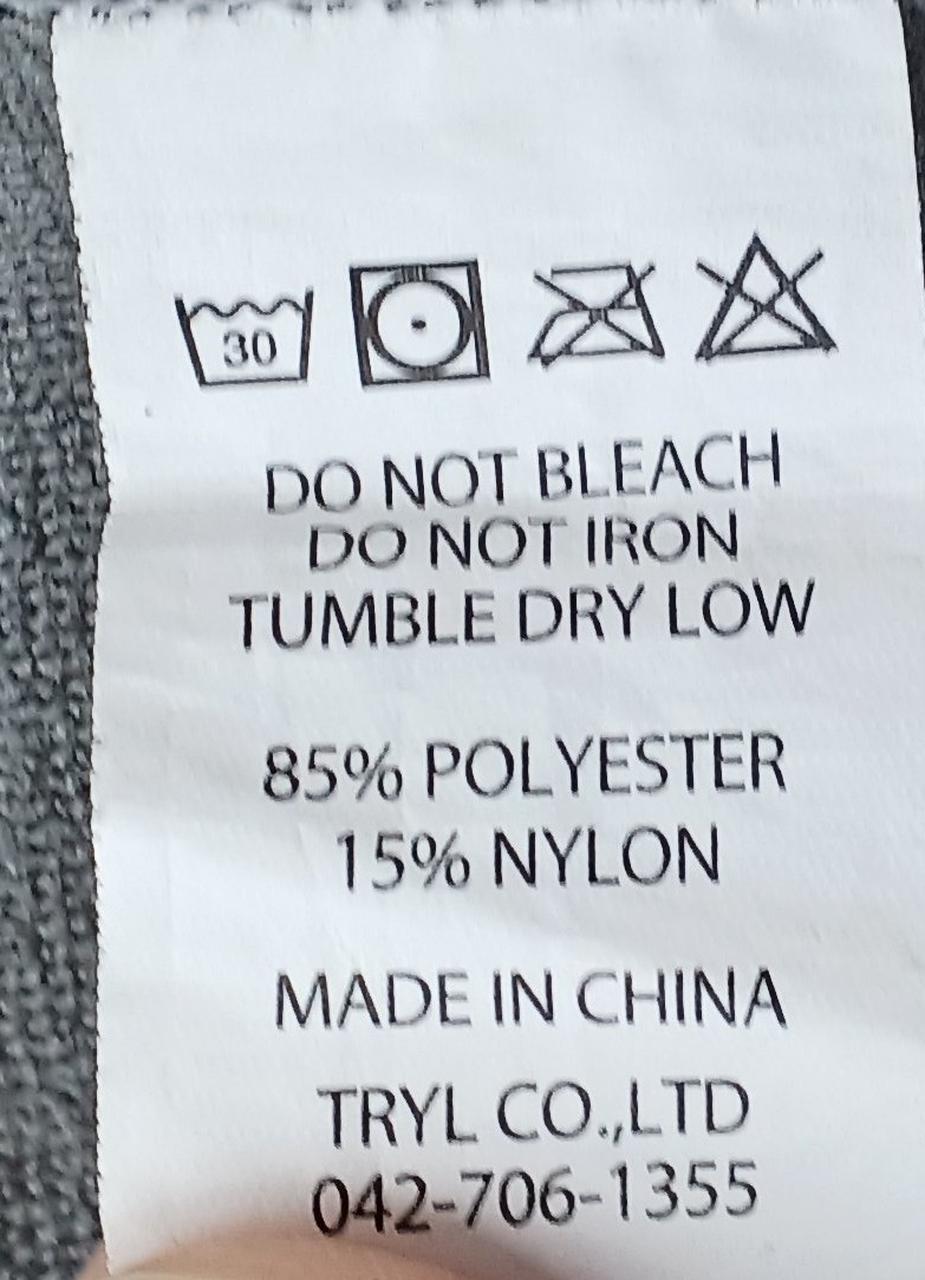 30
DO NOT BLEACH
DO NOT IRON
TUMBLE DRY LOW
85% POLYESTER
15% NYLON
MADE IN CHINA
TRYL CO.,LTD
042-706-1355